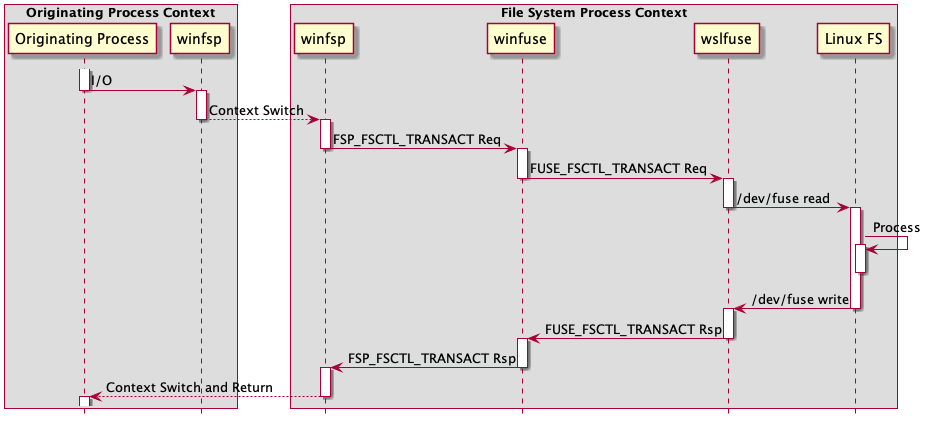 Originating Process Context
File System Process Context
Originating Process
winfsp
winfsp
winfuse
wslfuse
Linux FS
I/O
Context Switch
FSP_FSCTL_TRANSACT Req
FUSE_FSCTL_TRANSACT Req
/dev/fuse read
Process
/dev/fuse write
FUSE_FSCTL_TRANSACT Rsp
FSP_FSCTL_TRANSACT Rsp
Context Switch and Return